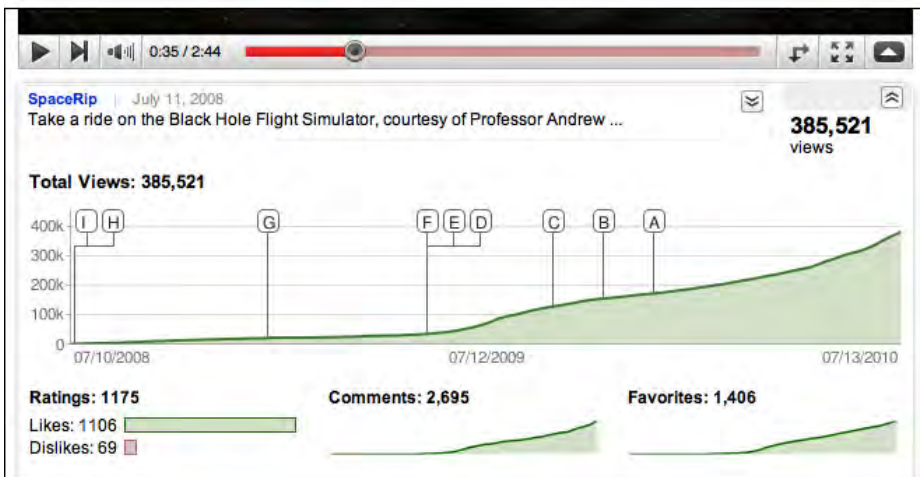 0:35 / 2:44
SpaceRip | July 11, 2008
Take a ride on the Black Hole Flight Simulator, courtesy of Professor Andrew ...
385,521
views
Total Views: 385,521
400k
300k
200k
100k
0
I H G F E D C B A
07/10/2008 07/12/2009 07/13/2010
Ratings: 1175 Comments: 2,695 Favorites: 1,406
Likes: 1106
Dislikes: 69